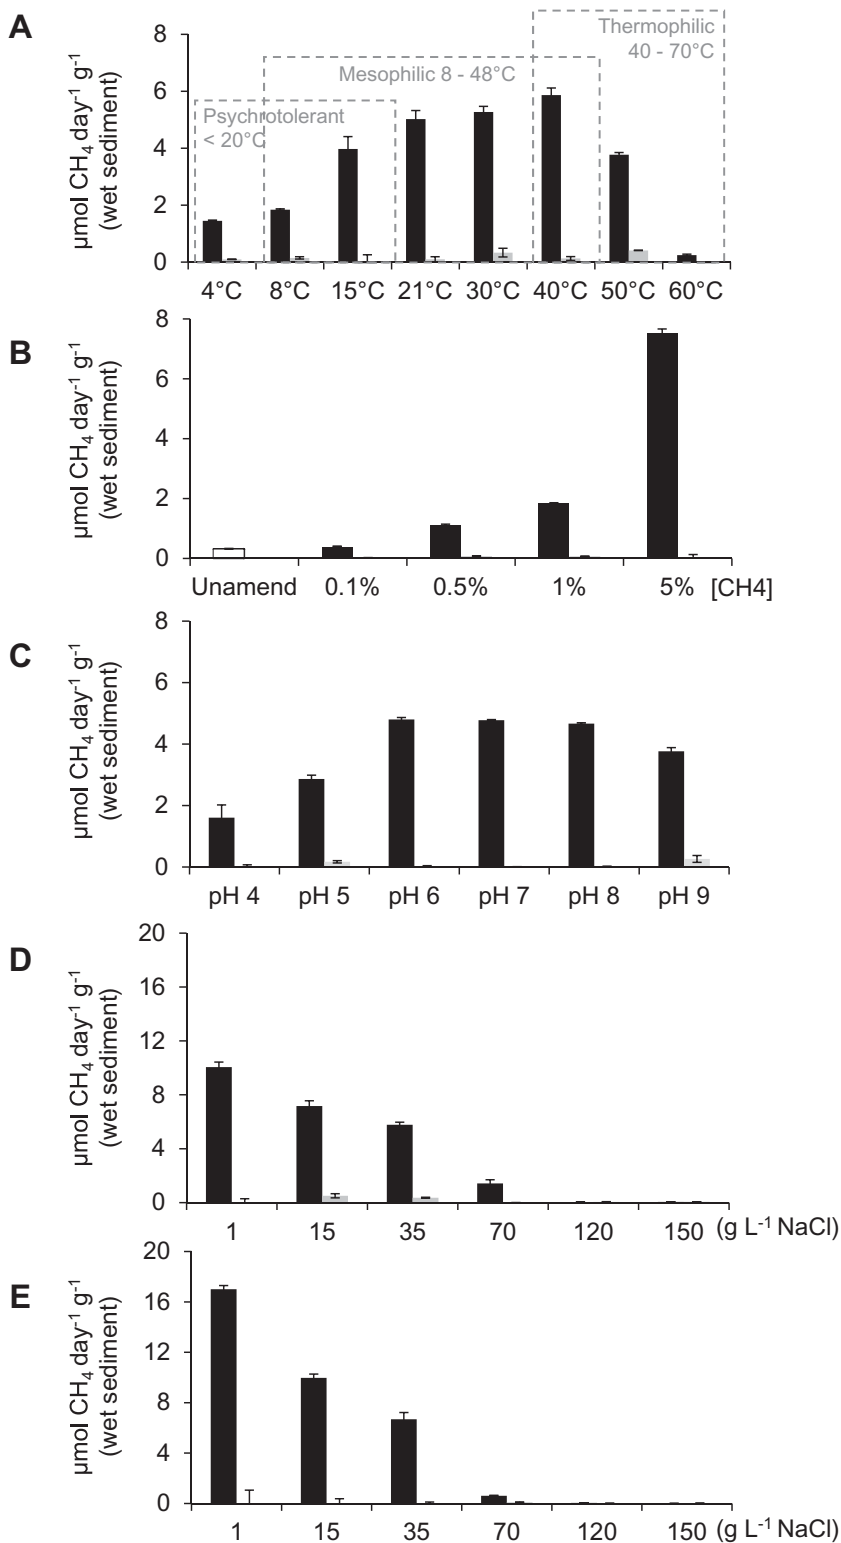 A
8
6
4
2
0
µmol CH₄ day⁻¹ g⁻¹
(wet sediment)
Thermophilic
40 - 70°C
Mesophilic 8 - 48°C
Psychrotolerant
< 20°C
4°C 8°C 15°C 21°C 30°C 40°C 50°C 60°C
B
8
6
4
2
0
µmol CH₄ day⁻¹ g⁻¹
(wet sediment)
Unamend 0.1% 0.5% 1% 5% [CH4]
C
8
6
4
2
0
µmol CH₄ day⁻¹ g⁻¹
(wet sediment)
pH 4 pH 5 pH 6 pH 7 pH 8 pH 9
D
20
16
12
8
4
0
µmol CH₄ day⁻¹ g⁻¹
(wet sediment)
1 15 35 70 120 150 (g L⁻¹ NaCl)
E
20
16
12
8
4
0
µmol CH₄ day⁻¹ g⁻¹
(wet sediment)
1 15 35 70 120 150 (g L⁻¹ NaCl)